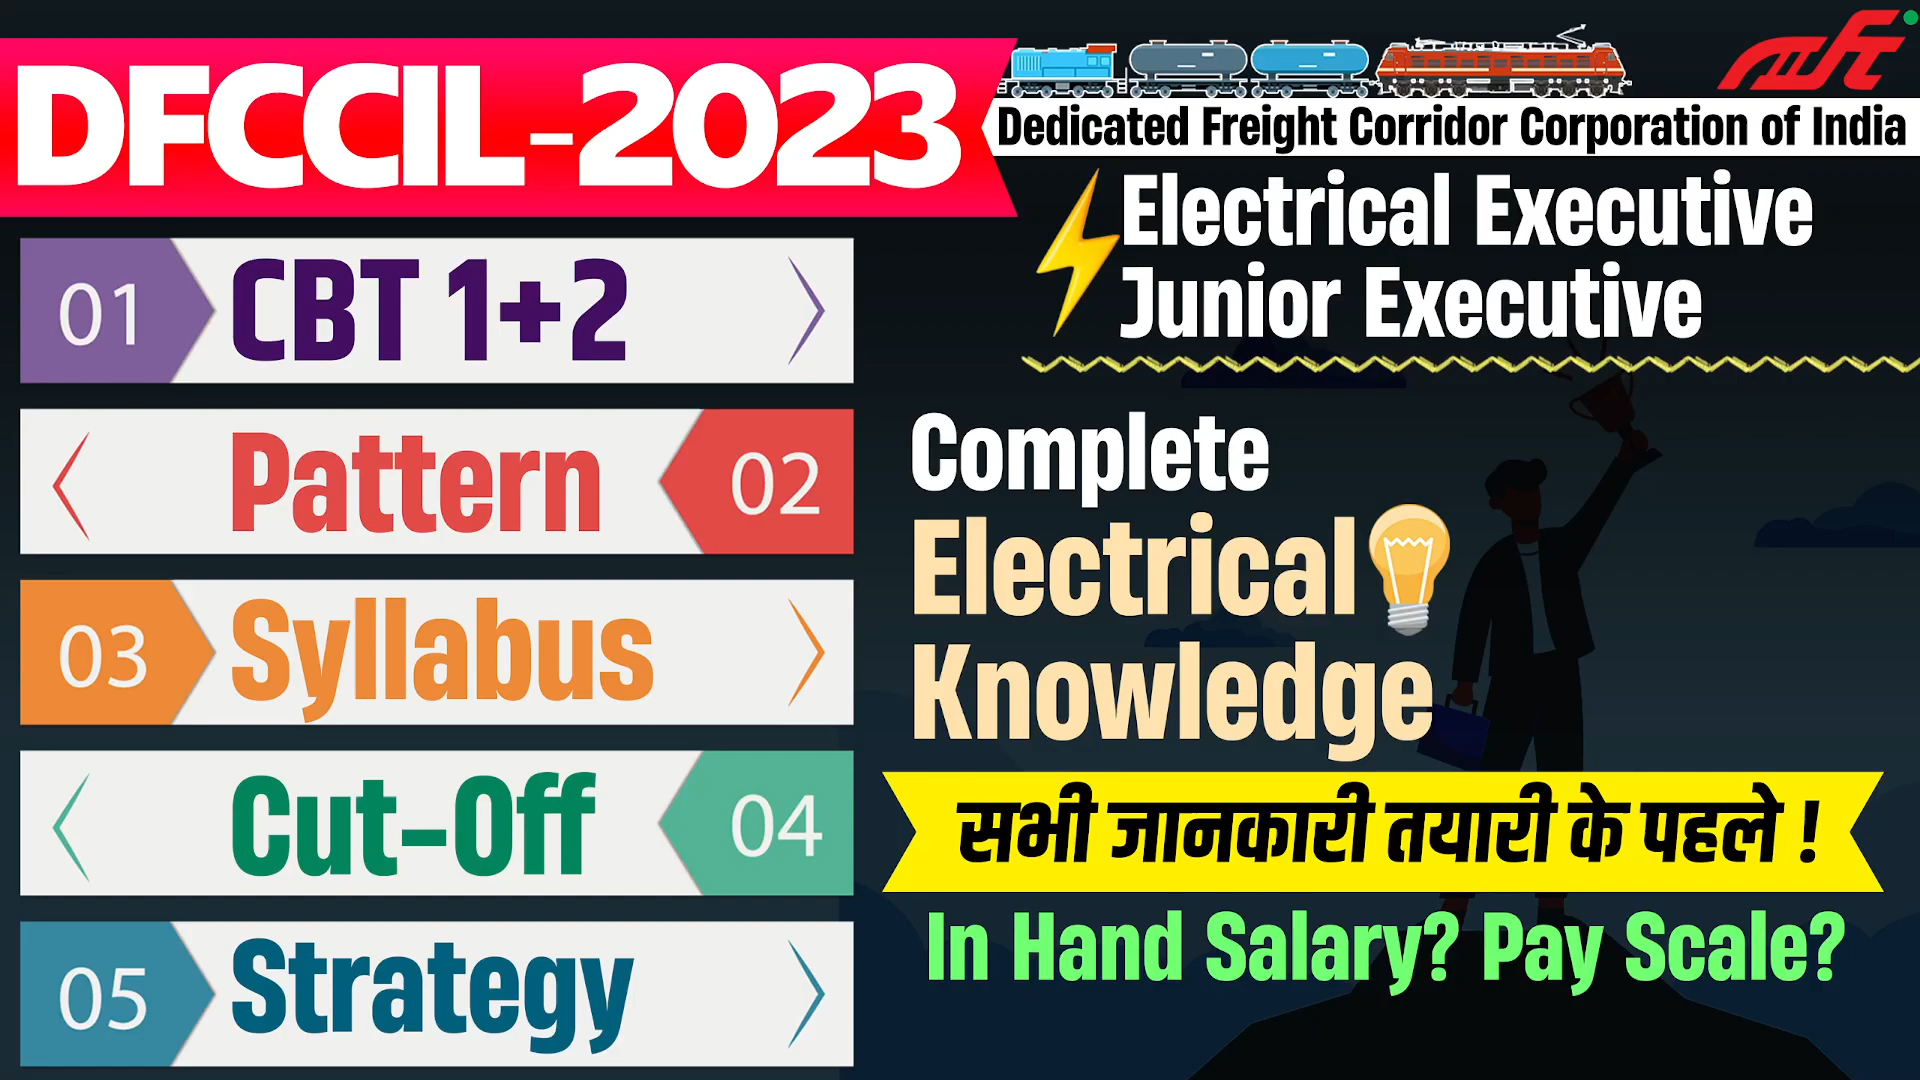 DFCCIL-2023
Dedicated Freight Corridor Corporation of India
Electrical Executive
Junior Executive
01 CBT 1+2
Pattern 02
03 Syllabus
Cut-Off 04
05 Strategy
Complete
Electrical
Knowledge
सभी जानकारी तयारी के पहले !
In Hand Salary? Pay Scale?